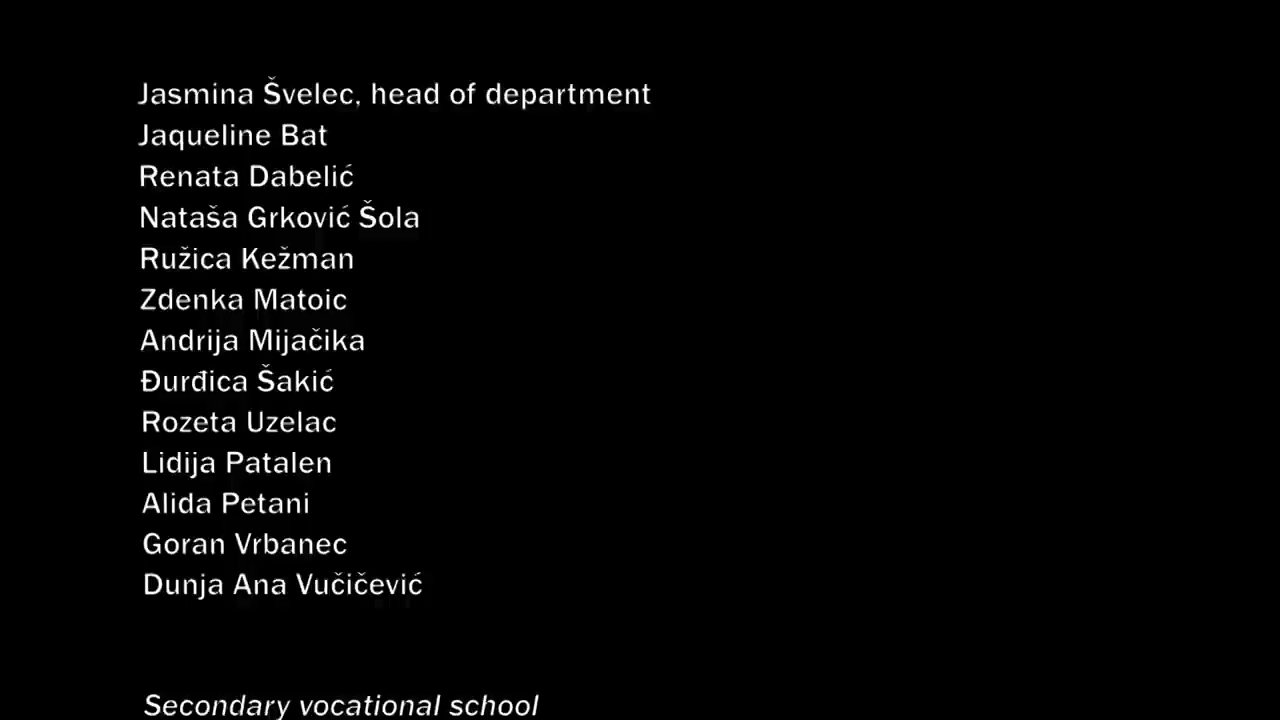 Jasmina Švelec, head of department
Jaqueline Bat
Renata Dabelić
Nataša Grković Šola
Ružica Kežman
Zdenka Matoic
Andrija Mijačika
Đurđica Šakić
Rozeta Uzelac
Lidija Patalen
Alida Petani
Goran Vrbanec
Dunja Ana Vučičević
Secondary vocational school